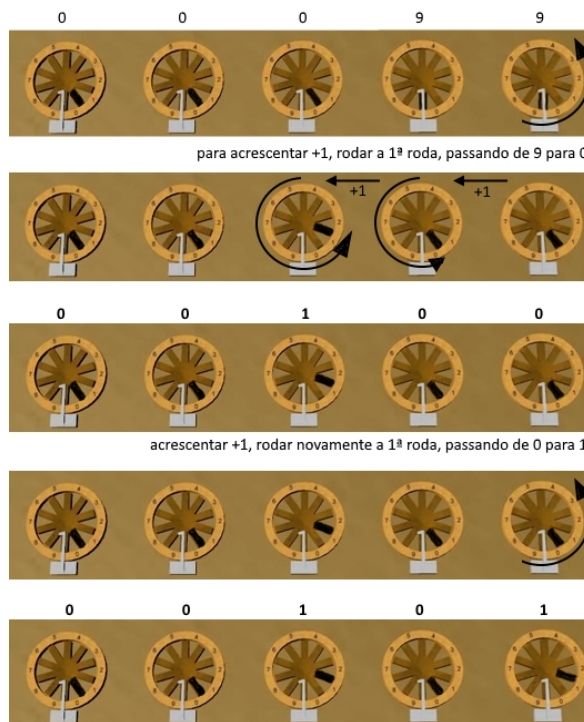 0 0 0 9 9
para acrescentar +1, rodar a 1ª roda, passando de 9 para 0
+1 +1
0 0 1 0 0
acrescentar +1, rodar novamente a 1ª roda, passando de 0 para 1
0 0 1 0 1